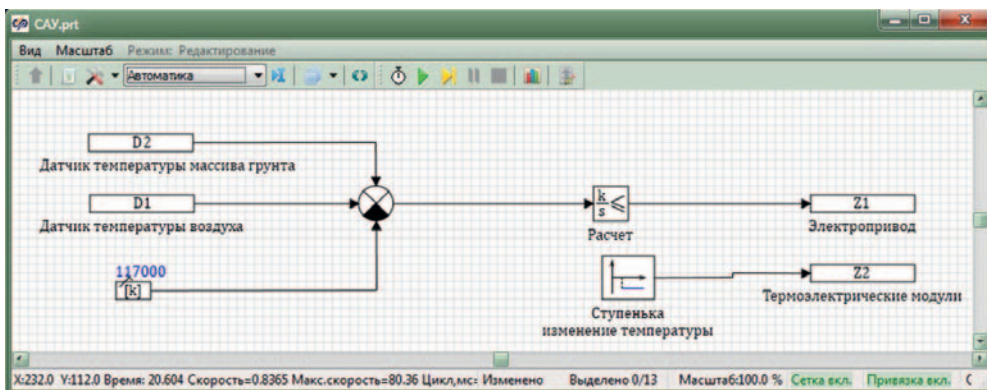 САУ.prt
Вид Масштаб Режим: Редактирование
Автоматика
D2
Датчик температуры массива грунта
D1
Датчик температуры воздуха
117000
[k]
k
s
≤
Расчет
Z1
Электропривод
Z2
Термоэлектрические модули
Ступенька
изменение температуры
X:232.0 Y:112.0 Время: 20.604 Скорость=0.8365 Макс.скорость=80.36 Цикл,мс: Изменено Выделено 0/13 Масштаб:100.0 % Сетка вкл. Привязка вкл. С